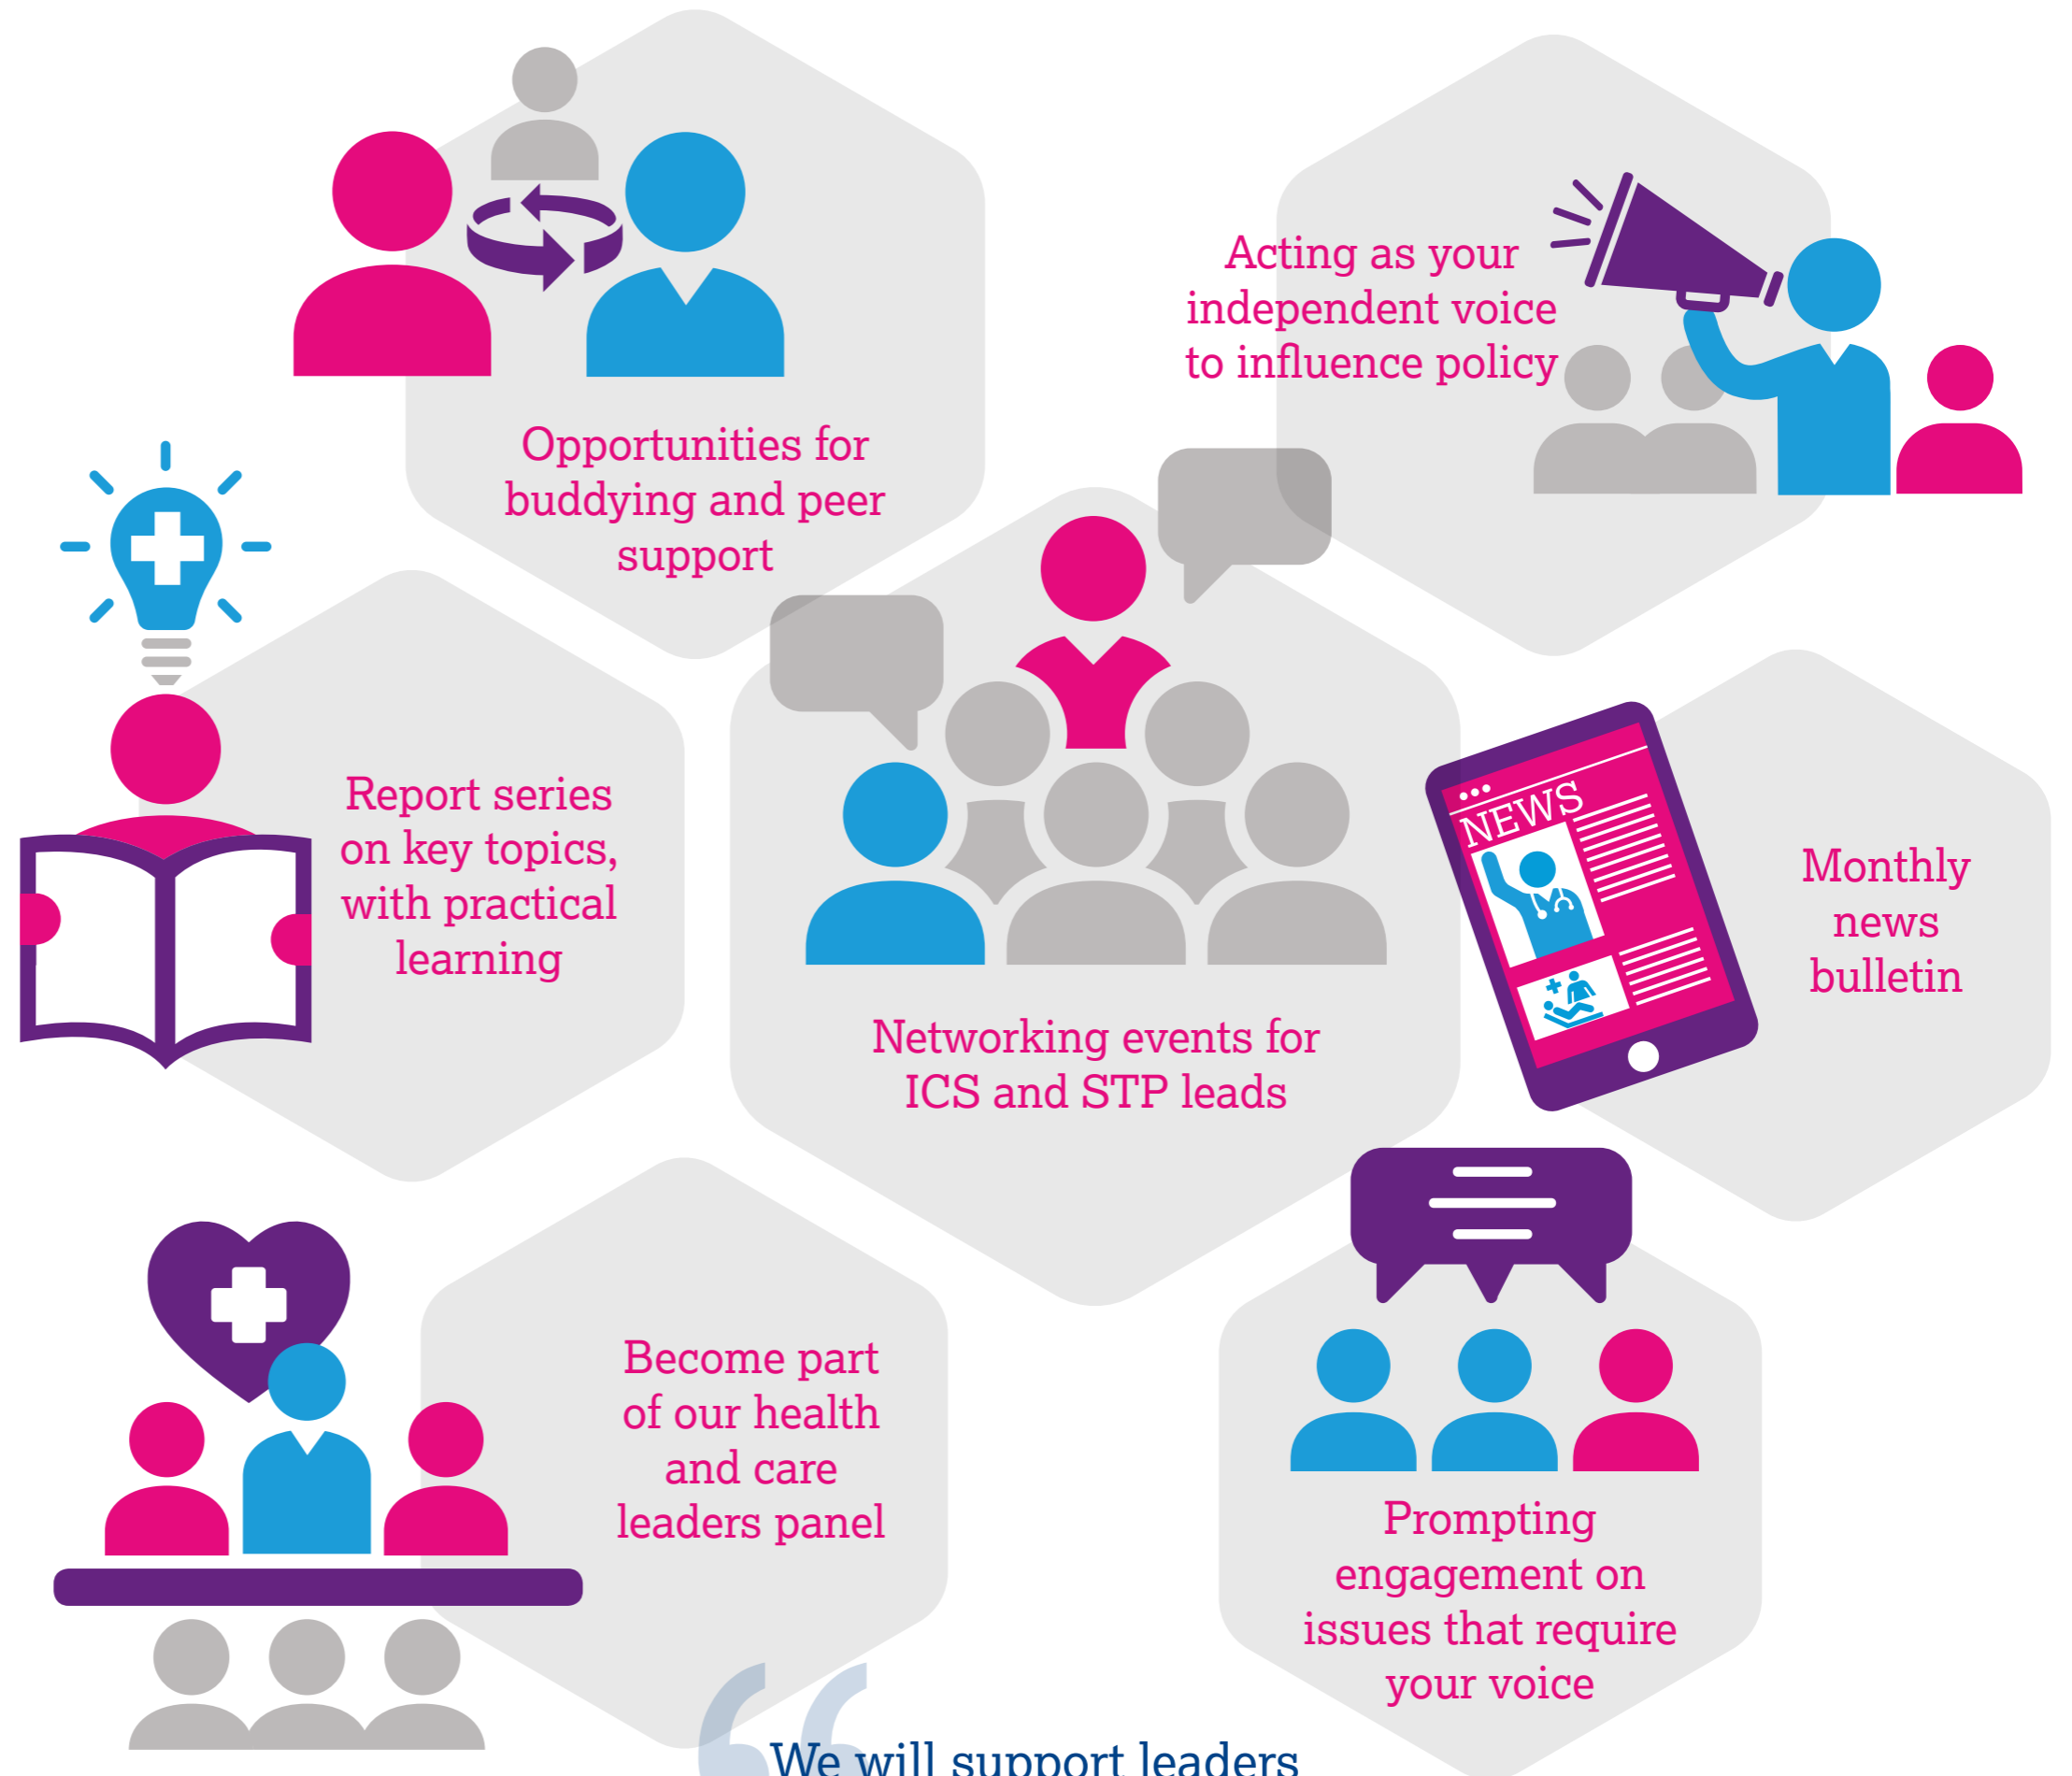 Opportunities for
buddying and peer
support
Acting as your
independent voice
to influence policy
Report series
on key topics,
with practical
learning
Networking events for
ICS and STP leads
NEWS
Monthly
news
bulletin
Become part
of our health
and care
leaders panel
Prompting
engagement on
issues that require
your voice
“
We will support leaders